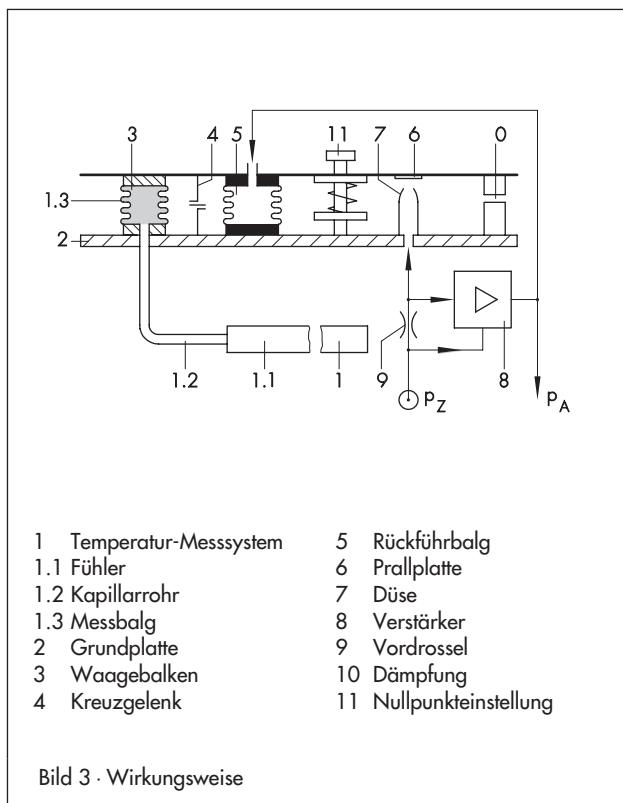 3 4 5 11 7 6 0
1.3
2
1.2 1.1 1 9 pZ 8 pA
1 Temperatur-Messsystem
1.1 Fühler
1.2 Kapillarrohr
1.3 Messbalg
2 Grundplatte
3 Waagebalken
4 Kreuzgelenk
5 Rückführbalg
6 Prallplatte
7 Düse
8 Verstärker
9 Vordrossel
10 Dämpfung
11 Nullpunkteinstellung
Bild 3 · Wirkungsweise